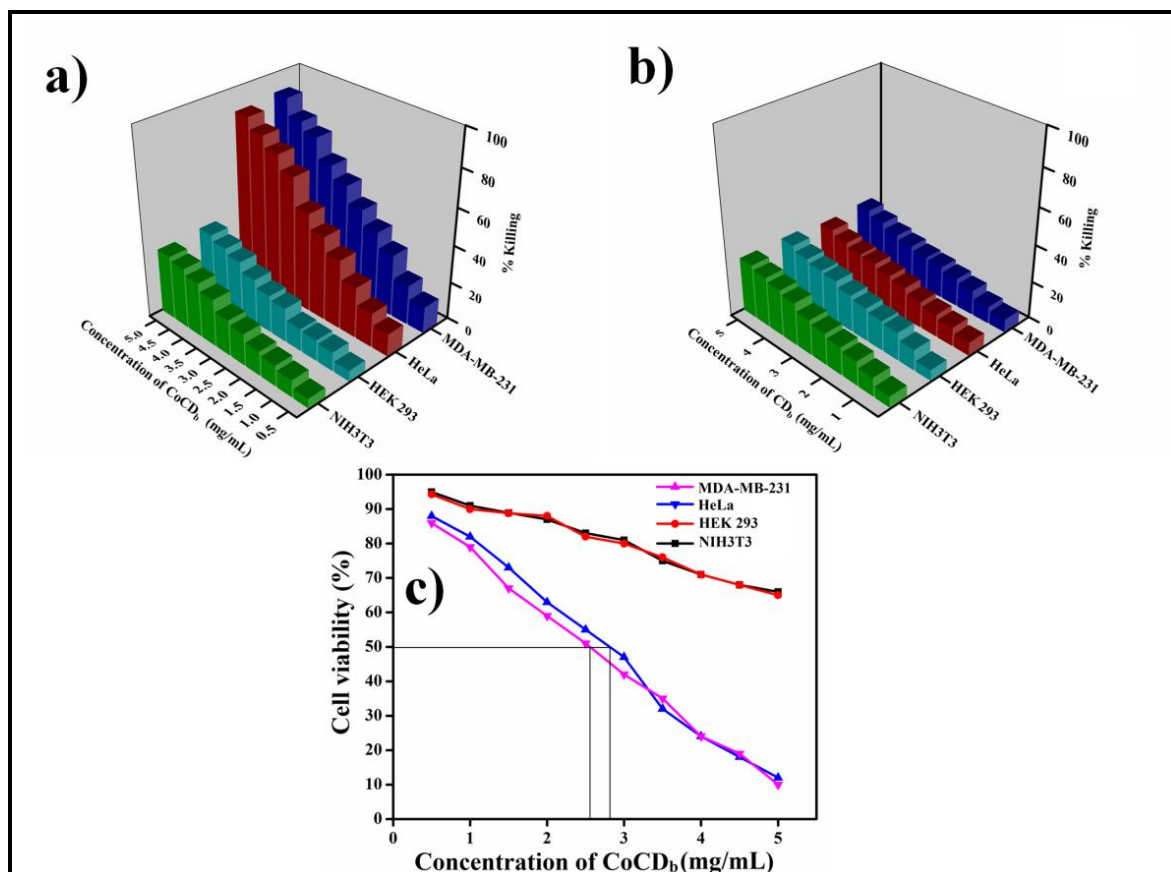 a)
100
80
60
40
20
0
% Killing
5.0
4.5
4.0
3.5
3.0
2.5
2.0
1.5
1.0
0.5
Concentration of CoCDb (mg/mL)
MDA-MB-231
HeLa
HEK 293
NIH3T3
b)
100
80
60
40
20
0
% Killing
5
4
3
2
1
Concentration of CDb (mg/mL)
MDA-MB-231
HeLa
HEK 293
NIH3T3
c)
100
90
80
70
60
50
40
30
20
10
0
Cell viability (%)
MDA-MB-231
HeLa
HEK 293
NIH3T3
0 1 2 3 4 5
Concentration of CoCDb(mg/mL)